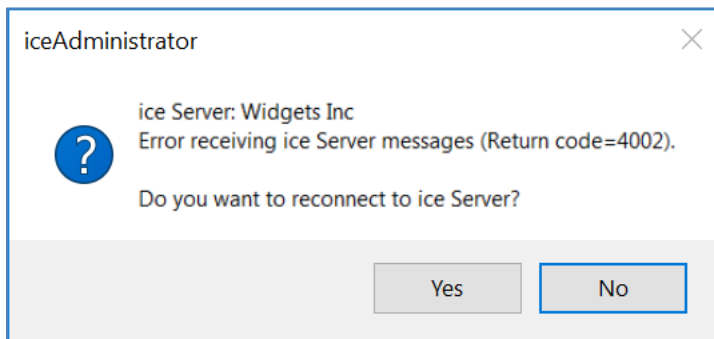 iceAdministrator
ice Server: Widgets Inc
Error receiving ice Server messages (Return code=4002).
Do you want to reconnect to ice Server?
Yes
No